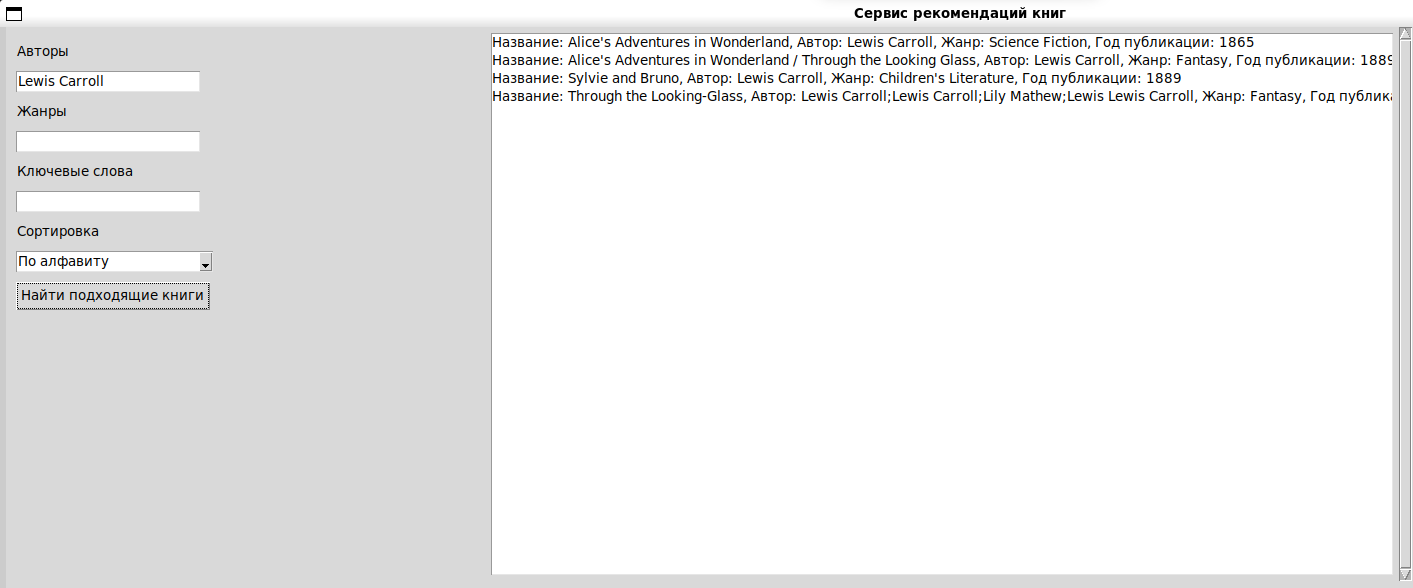 Сервис рекомендаций книг
Авторы
Lewis Carroll
Жанры
Ключевые слова
Сортировка
По алфавиту
Найти подходящие книги
Название: Alice's Adventures in Wonderland, Автор: Lewis Carroll, Жанр: Science Fiction, Год публикации: 1865
Название: Alice's Adventures in Wonderland / Through the Looking Glass, Автор: Lewis Carroll, Жанр: Fantasy, Год публикации: 1889
Название: Sylvie and Bruno, Автор: Lewis Carroll, Жанр: Children's Literature, Год публикации: 1889
Название: Through the Looking-Glass, Автор: Lewis Carroll;Lewis Carroll;Lily Mathew;Lewis Lewis Carroll, Жанр: Fantasy, Год